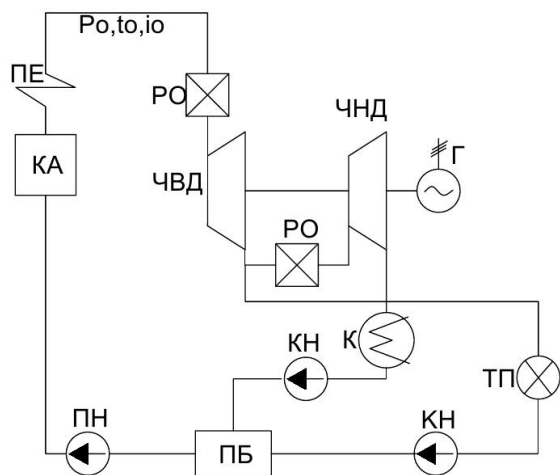 Po,to,io
ПЕ
РО
ЧНД
КА
Г
ЧВД
РО
КН
К
ТП
ПН
КН
ПБ